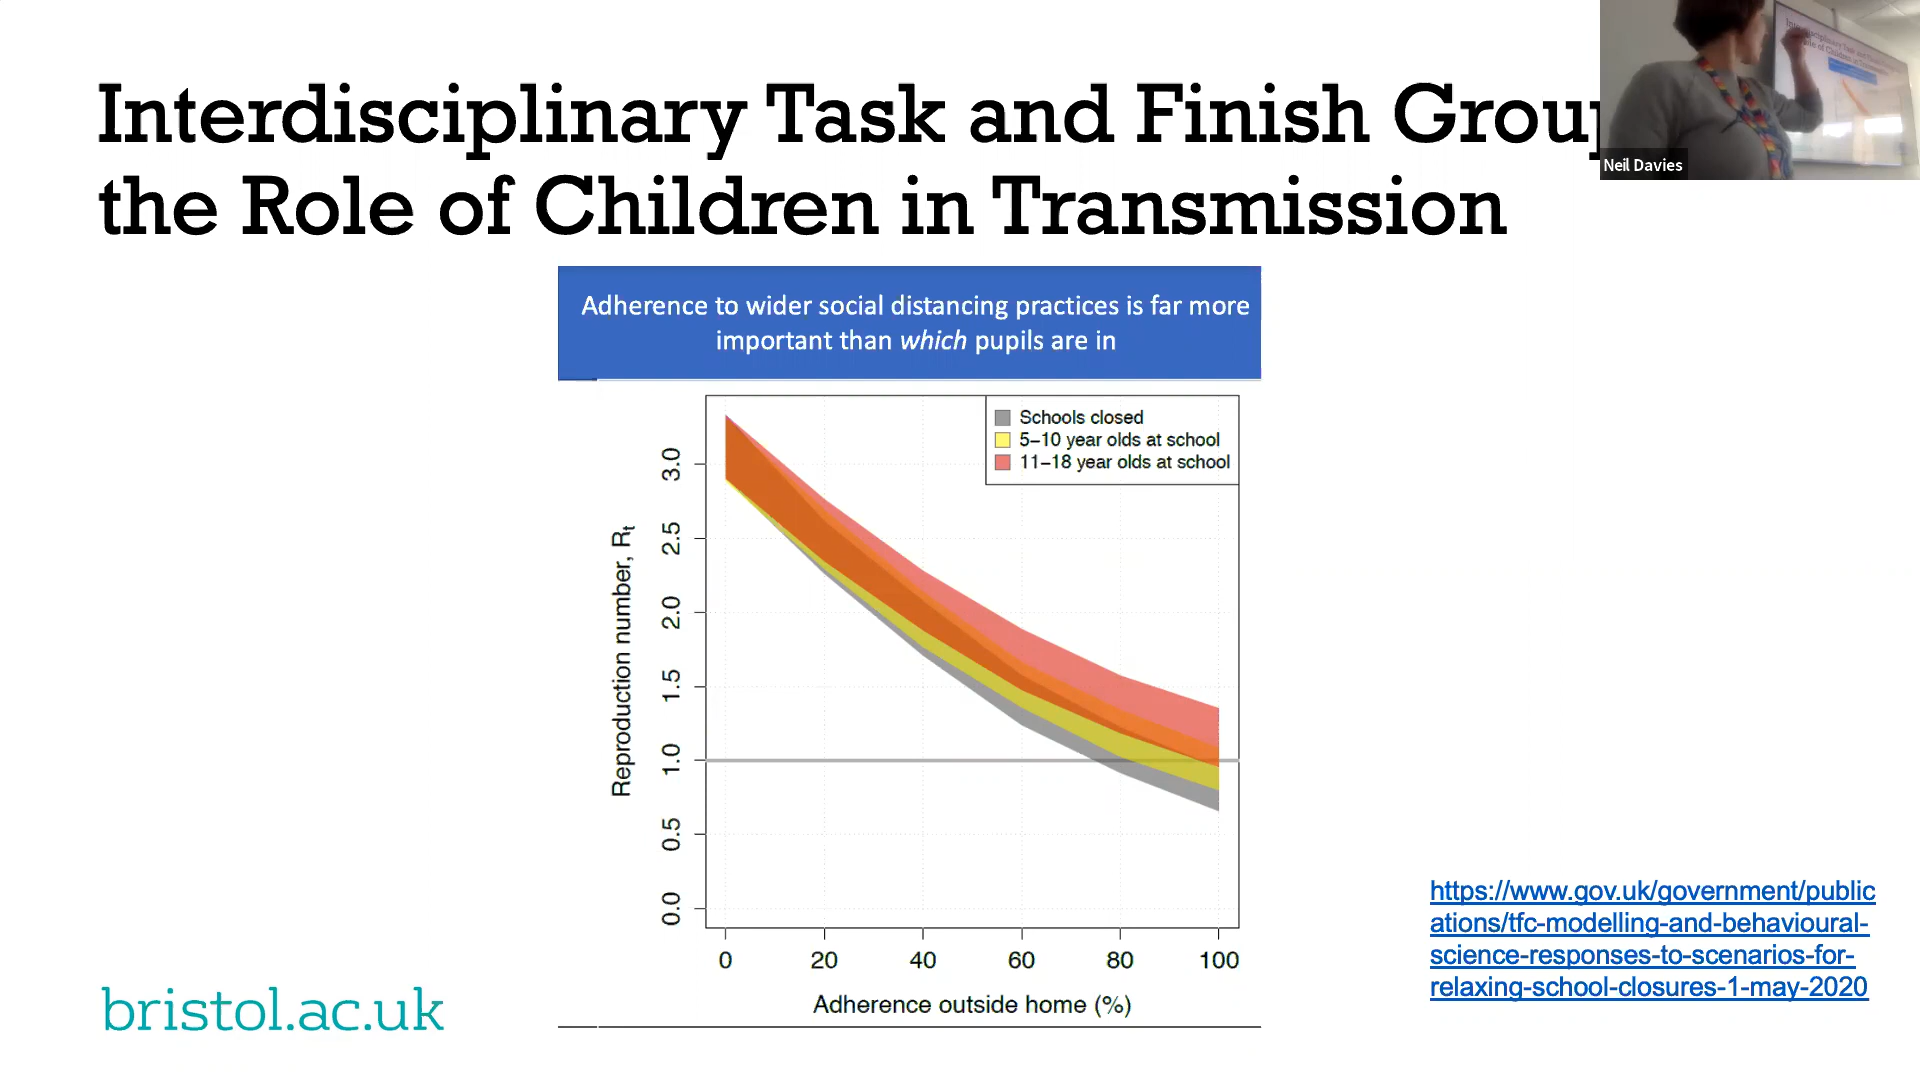 Interdisciplinary Task and Finish Grou
the Role of Children in Transmission
Neil Davies
Adherence to wider social distancing practices is far more
important than which pupils are in
Schools closed
5–10 year olds at school
11–18 year olds at school
Reproduction number, Rt
3.0
2.5
2.0
1.5
1.0
0.5
0.0
0 20 40 60 80 100
Adherence outside home (%)
https://www.gov.uk/government/public
ations/tfc-modelling-and-behavioural-
science-responses-to-scenarios-for-
relaxing-school-closures-1-may-2020
bristol.ac.uk